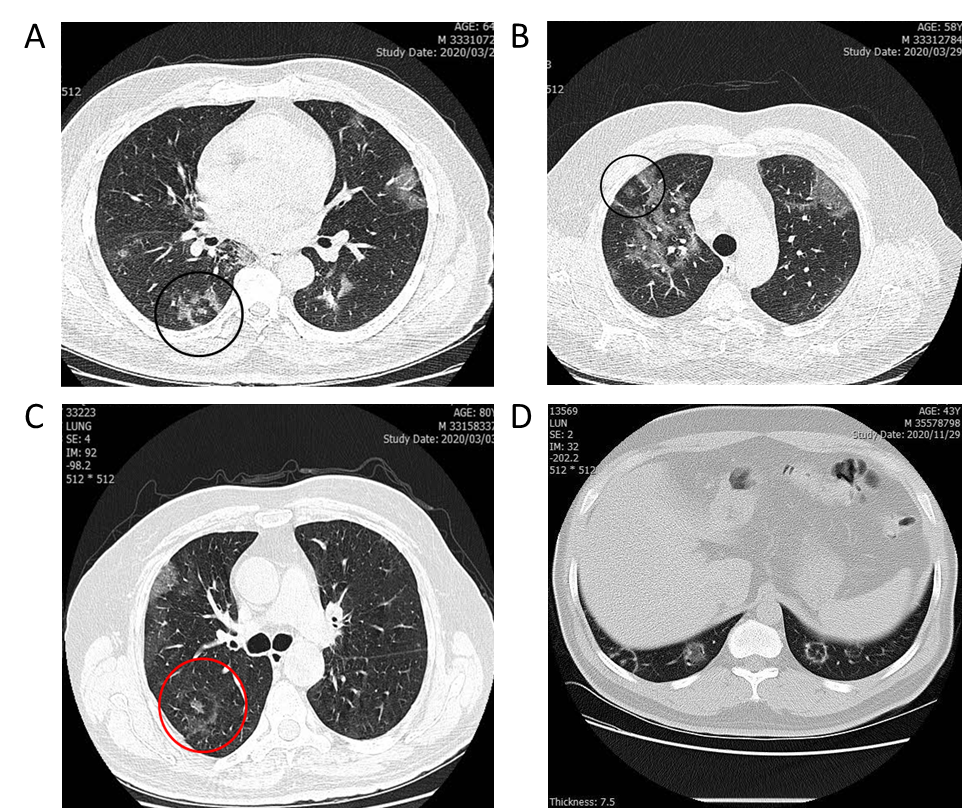 A
AGE: 64
M 3331072
Study Date: 2020/03/2
512
B
AGE: 58Y
M 33312784
Study Date: 2020/03/29
3
512
C
33223
LUNG
SE: 4
IM: 92
-98.2
512 * 512
AGE: 80Y
M 33158337
Study Date: 2020/03/03
D
13569
LUN
SE: 2
IM: 32
-202.2
512 * 512
AGE: 43Y
M 35578798
Study Date: 2020/11/29
Thickness: 7.5